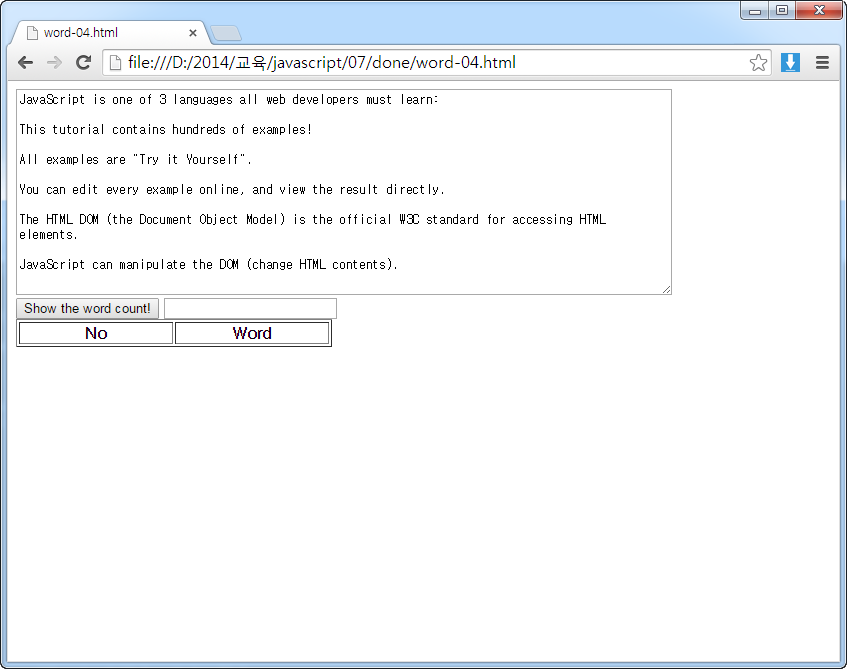 word-04.html
file:///D:/2014/교육/javascript/07/done/word-04.html
JavaScript is one of 3 languages all web developers must learn:
This tutorial contains hundreds of examples!
All examples are "Try it Yourself".
You can edit every example online, and view the result directly.
The HTML DOM (the Document Object Model) is the official W3C standard for accessing HTML
elements.
JavaScript can manipulate the DOM (change HTML contents).
Show the word count!
No Word